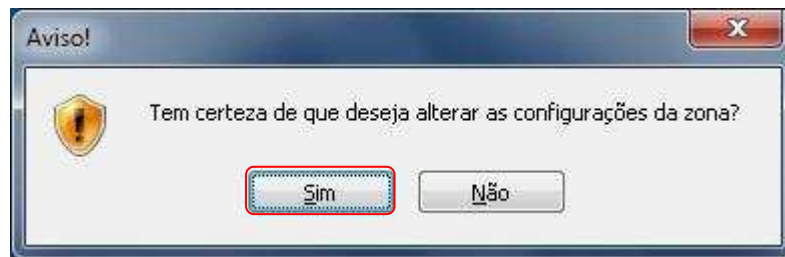 Aviso!
Tem certeza de que deseja alterar as configurações da zona?
Sim Não